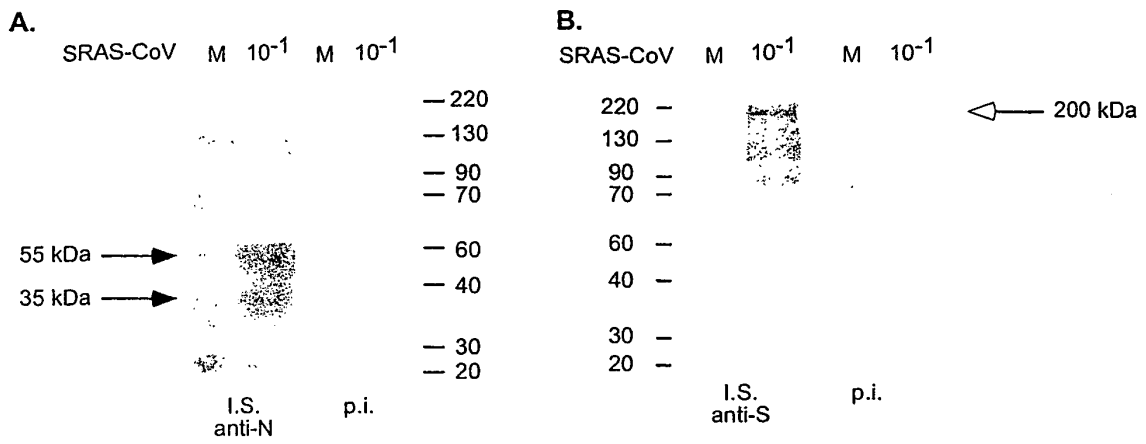 A.
SRAS-CoV M 10⁻¹ M 10⁻¹
220
130
90
70
60
40
30
20
55 kDa
35 kDa
I.S.
anti-N
p.i.
B.
SRAS-CoV M 10⁻¹ M 10⁻¹
220
130
90
70
60
40
30
20
200 kDa
I.S.
anti-S
p.i.